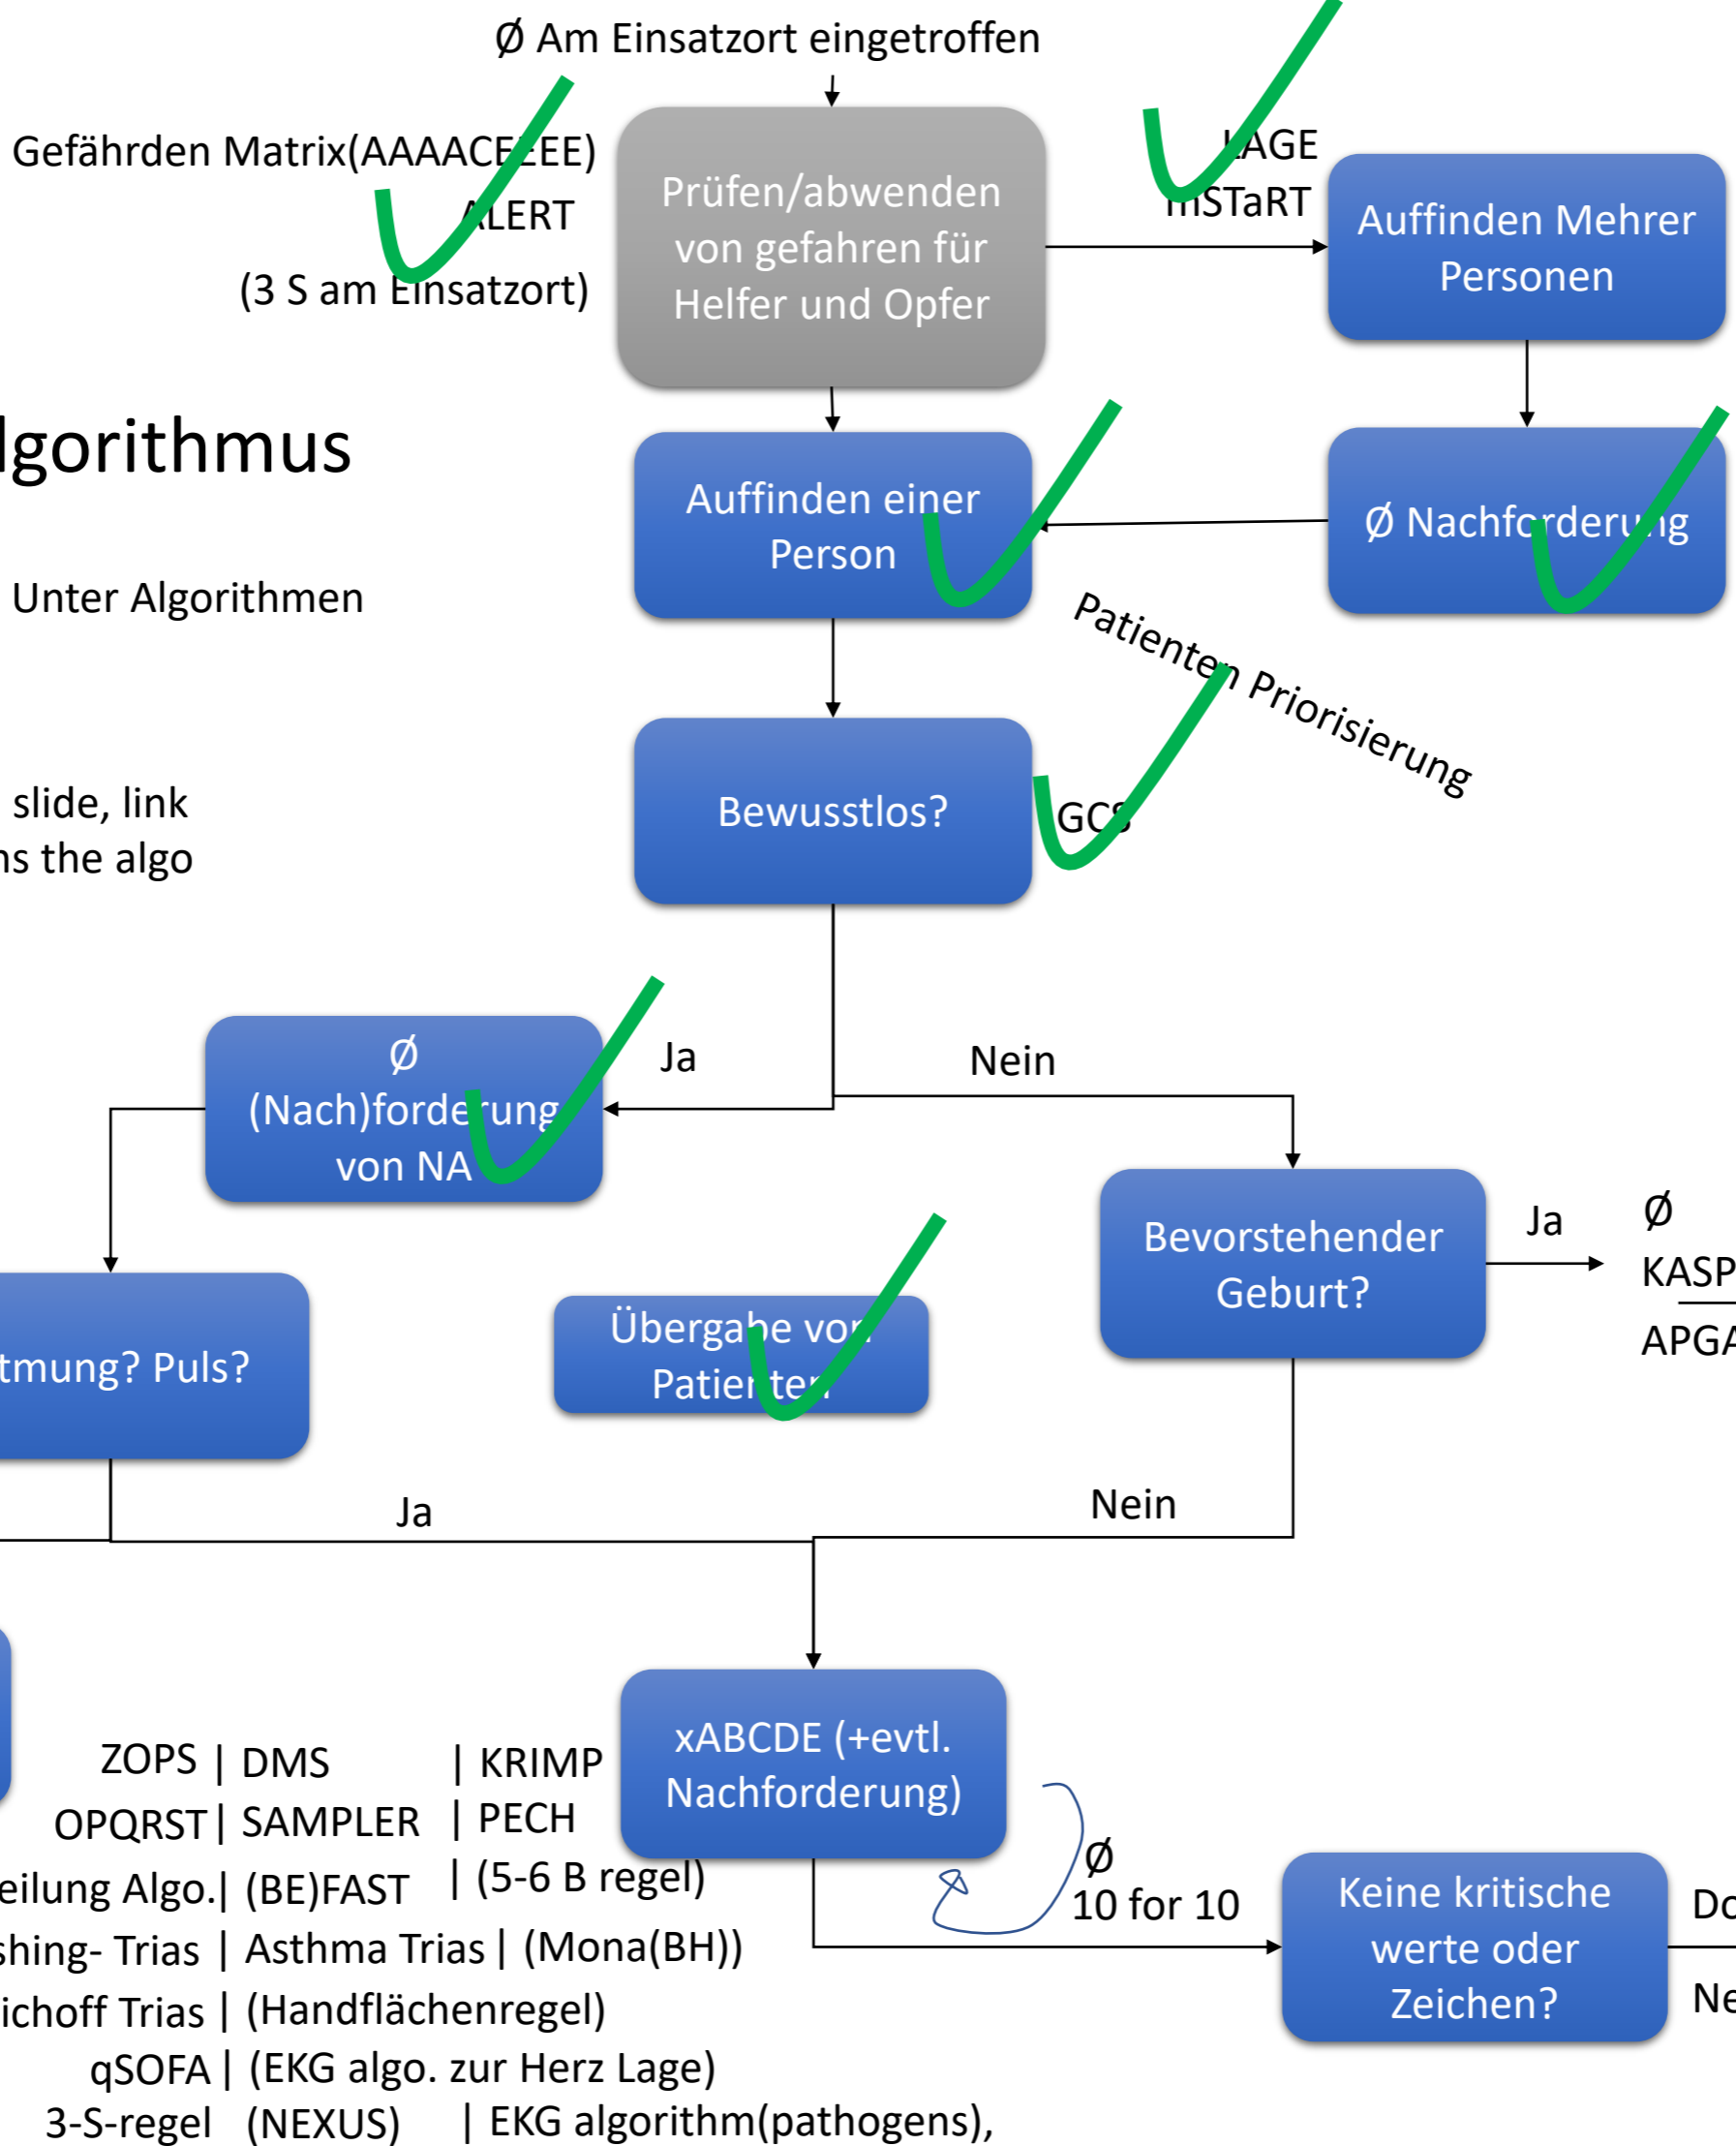 Ø Am Einsatzort eingetroffen
Gefährden Matrix(AAAACEEEE)
ALERT
(3 S am Einsatzort)
Prüfen/abwenden
von gefahren für
Helfer und Opfer
LAGE
mSTaRT
Auffinden Mehrer
Personen
lgorithmus
Auffinden einer
Person
Ø Nachforderung
Unter Algorithmen
Patienten Priorisierung
slide, link
ns the algo
Bewusstlos?
GCS
Ø
(Nach)forderung
von NA
Ja
Nein
Bevorstehender
Geburt?
Ja
Ø
KASP
APGA
tmung? Puls?
Übergabe von
Patienten
Ja
Nein
xABCDE (+evtl.
Nachforderung)
ZOPS | DMS | KRIMP
OPQRST | SAMPLER | PECH
eilung Algo.| (BE)FAST | (5-6 B regel)
shing- Trias | Asthma Trias | (Mona(BH))
ichoff Trias | (Handflächenregel)
qSOFA | (EKG algo. zur Herz Lage)
3-S-regel (NEXUS) | EKG algorithm(pathogens),
Ø
10 for 10
Keine kritische
werte oder
Zeichen?
Do
Ne